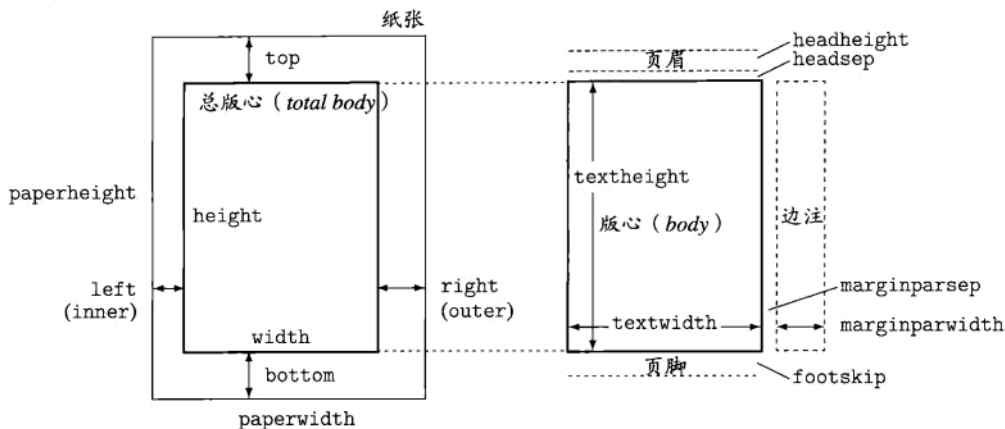 纸张
top
总版心（total body）
paperheight
height
left
(inner)
right
(outer)
width
bottom
paperwidth
页眉
headheight
headsep
textheight
版心（body）
边注
marginparsep
textwidth
marginparwidth
页脚
footskip